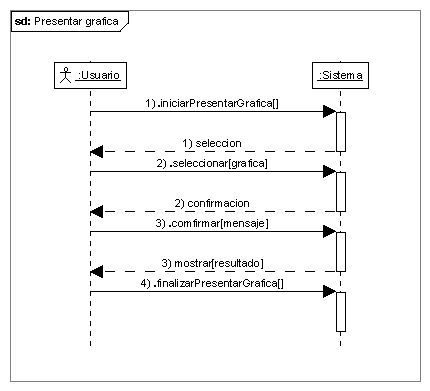 sd: Presentar grafica
:Usuario
:Sistema
1) .iniciarPresentarGrafica[]
1) seleccion
2) .seleccionar[grafica]
2) confirmacion
3) .comfirmar[mensaje]
3) mostrar[resultado]
4) .finalizarPresentarGrafica[]